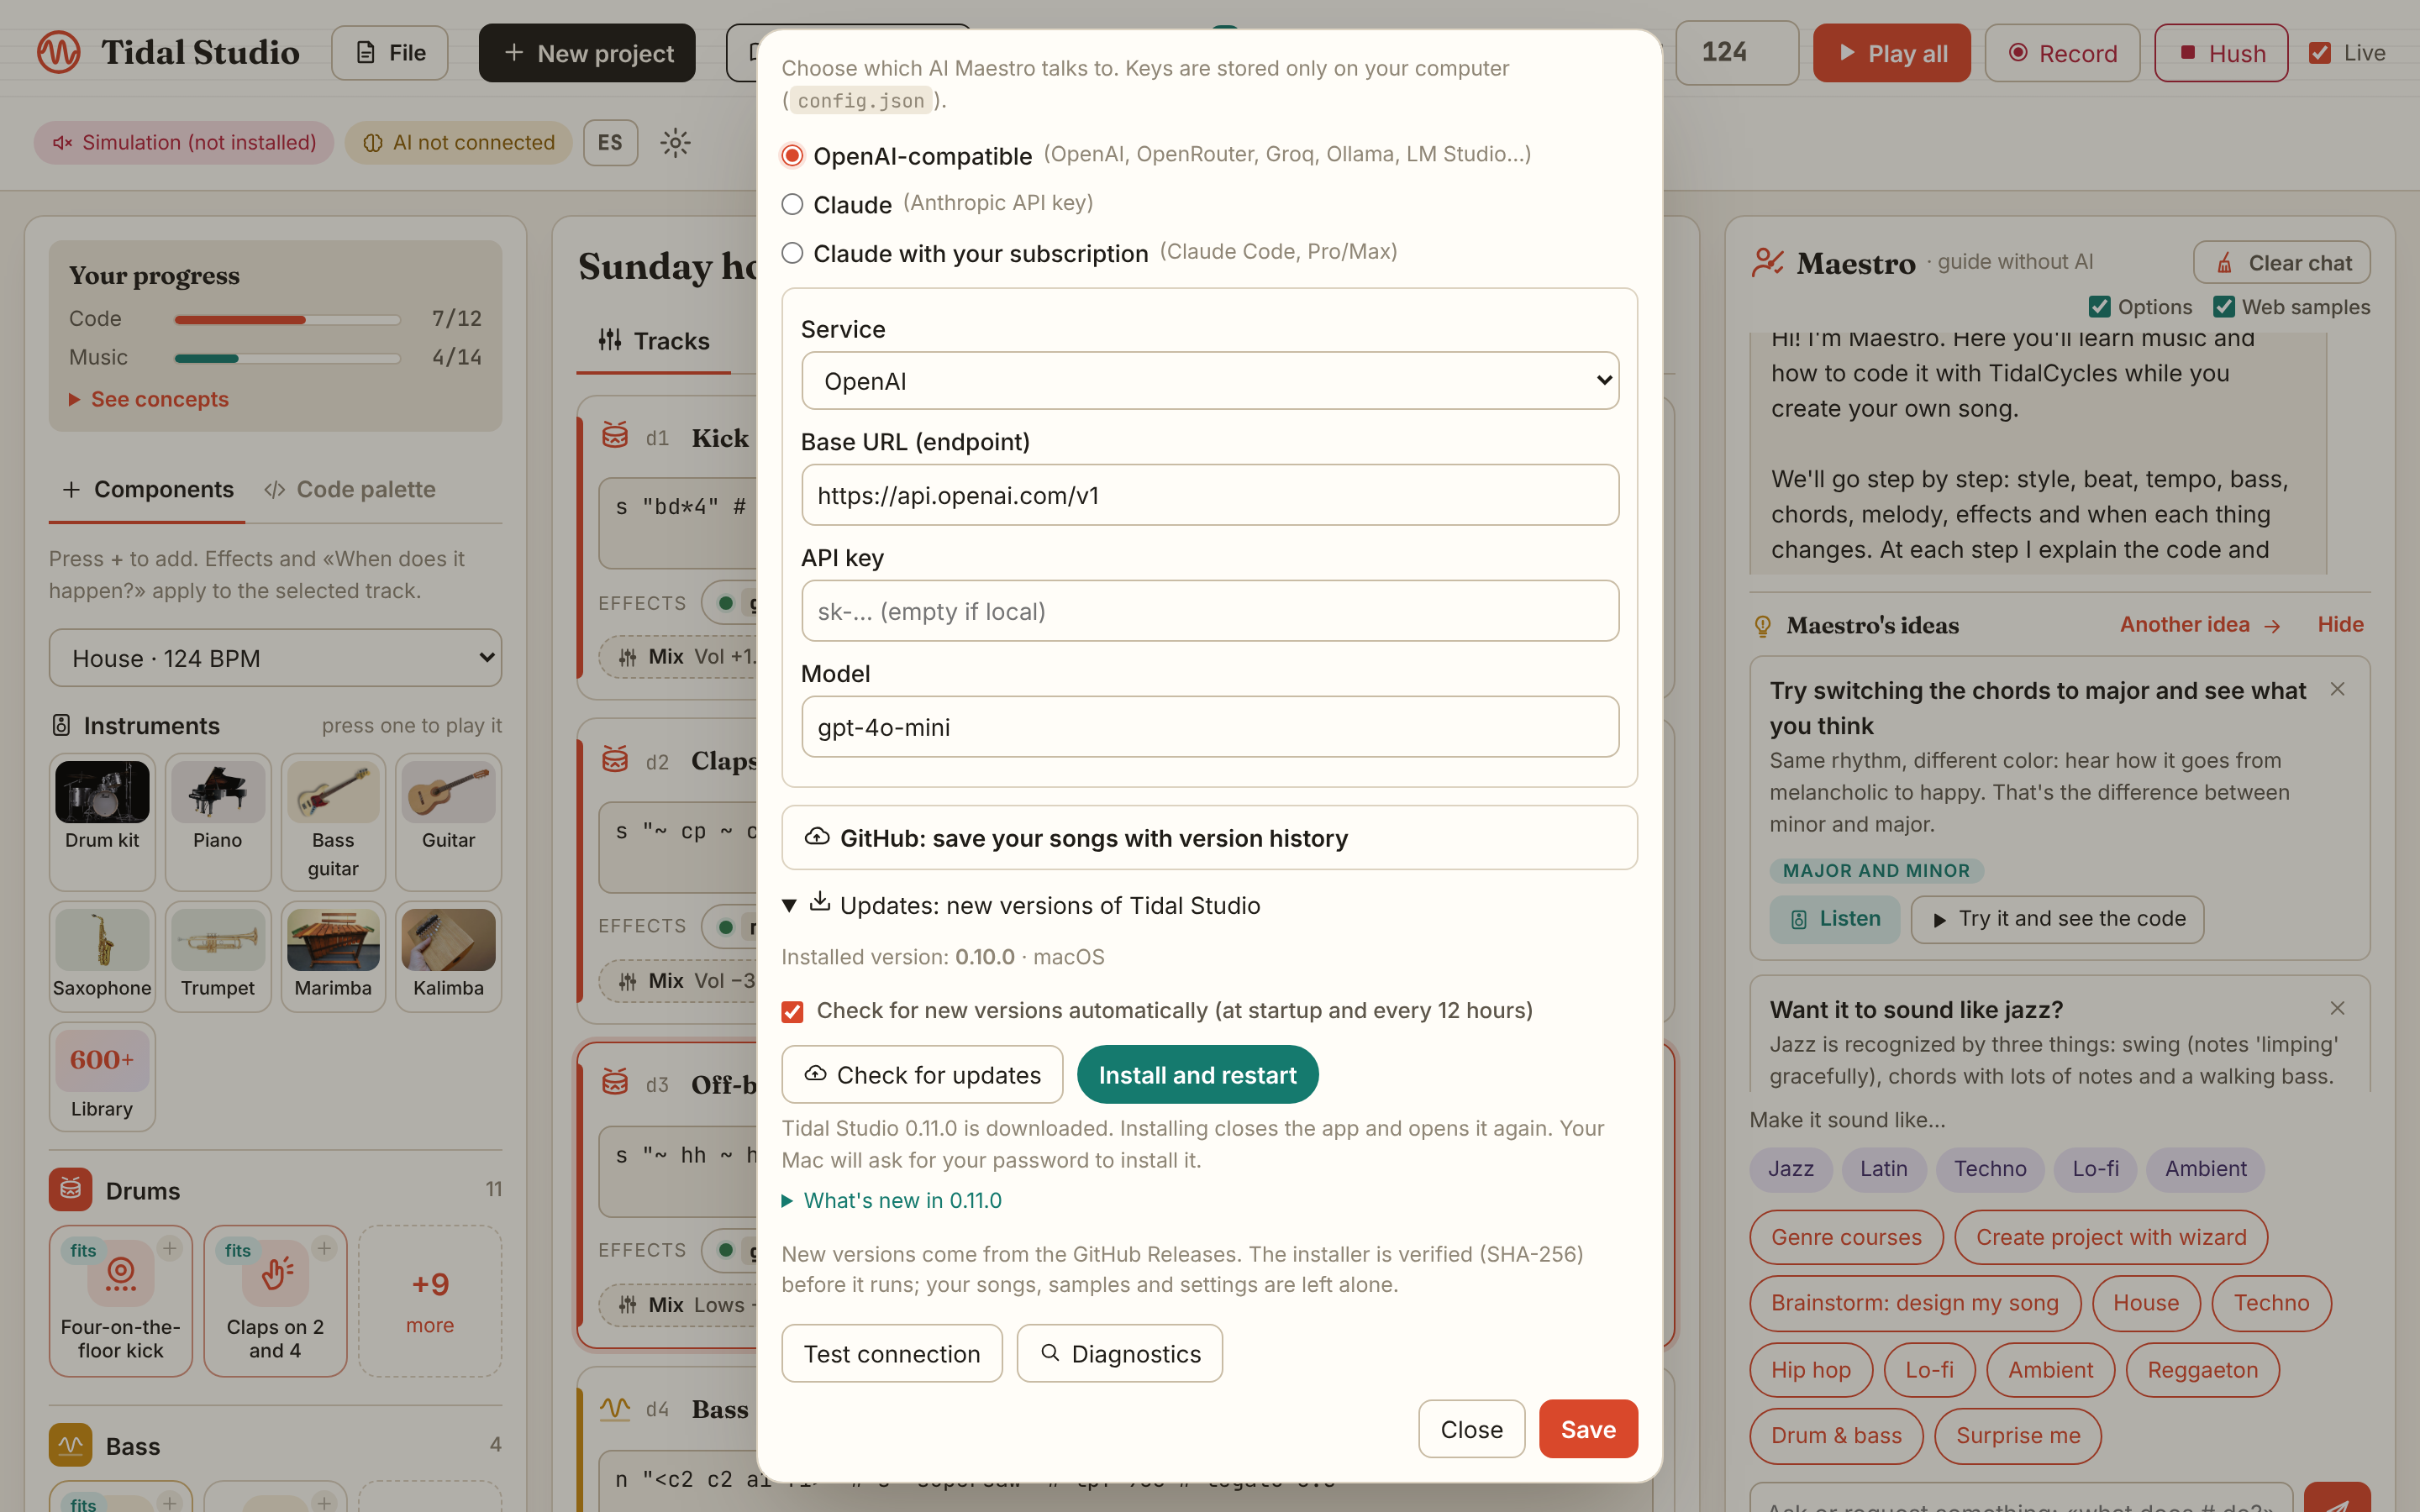 Tidal Studio
File
New project
124
Play all
Record
Hush
Live
Simulation (not installed)
AI not connected
ES
Your progress
Code 7/12
Music 4/14
See concepts
Components
Code palette
Press + to add. Effects and «When does it
happen?» apply to the selected track.
House · 124 BPM
Instruments
press one to play it
Drum kit
Piano
Bass
guitar
Guitar
Saxophone
Trumpet
Marimba
Kalimba
600+
Library
Drums
11
fits
Four-on-the-
floor kick
fits
Claps on 2
and 4
+9
more
Bass
4
fits
Tracks
d1 Kick
s "bd*4" #
EFFECTS
Mix Vol
d2 Claps
s "~ cp ~
EFFECTS
Mix Vol −3
d3
s "~ hh ~
EFFECTS
Mix Lows
d4 Bass
Choose which AI Maestro talks to. Keys are stored only on your computer
(config.json).
OpenAI-compatible (OpenAI, OpenRouter, Groq, Ollama, LM Studio…)
Claude (Anthropic API key)
Claude with your subscription (Claude Code, Pro/Max)
Service
OpenAI
Base URL (endpoint)
https://api.openai.com/v1
API key
sk-... (empty if local)
Model
gpt-4o-mini
GitHub: save your songs with version history
Updates: new versions of Tidal Studio
Installed version: 0.10.0 · macOS
Check for new versions automatically (at startup and every 12 hours)
Check for updates
Install and restart
Tidal Studio 0.11.0 is downloaded. Installing closes the app and opens it again. Your
Mac will ask for your password to install it.
What's new in 0.11.0
New versions come from the GitHub Releases. The installer is verified (SHA-256)
before it runs; your songs, samples and settings are left alone.
Test connection
Diagnostics
Close
Save
Maestro · guide without AI
Clear chat
Options
Web samples
Hi! I'm Maestro. Here you'll learn music and
how to code it with TidalCycles while you
create your own song.
We'll go step by step: style, beat, tempo, bass,
chords, melody, effects and when each thing
changes. At each step I explain the code and
Maestro's ideas
Another idea →
Hide
Try switching the chords to major and see what
you think
Same rhythm, different color: hear how it goes from
melancholic to happy. That's the difference between
minor and major.
MAJOR AND MINOR
Listen
Try it and see the code
Want it to sound like jazz?
Jazz is recognized by three things: swing (notes 'limping'
gracefully), chords with lots of notes and a walking bass.
Make it sound like…
Jazz
Latin
Techno
Lo-fi
Ambient
Genre courses
Create project with wizard
Brainstorm: design my song
House
Techno
Hip hop
Lo-fi
Ambient
Reggaeton
Drum & bass
Surprise me